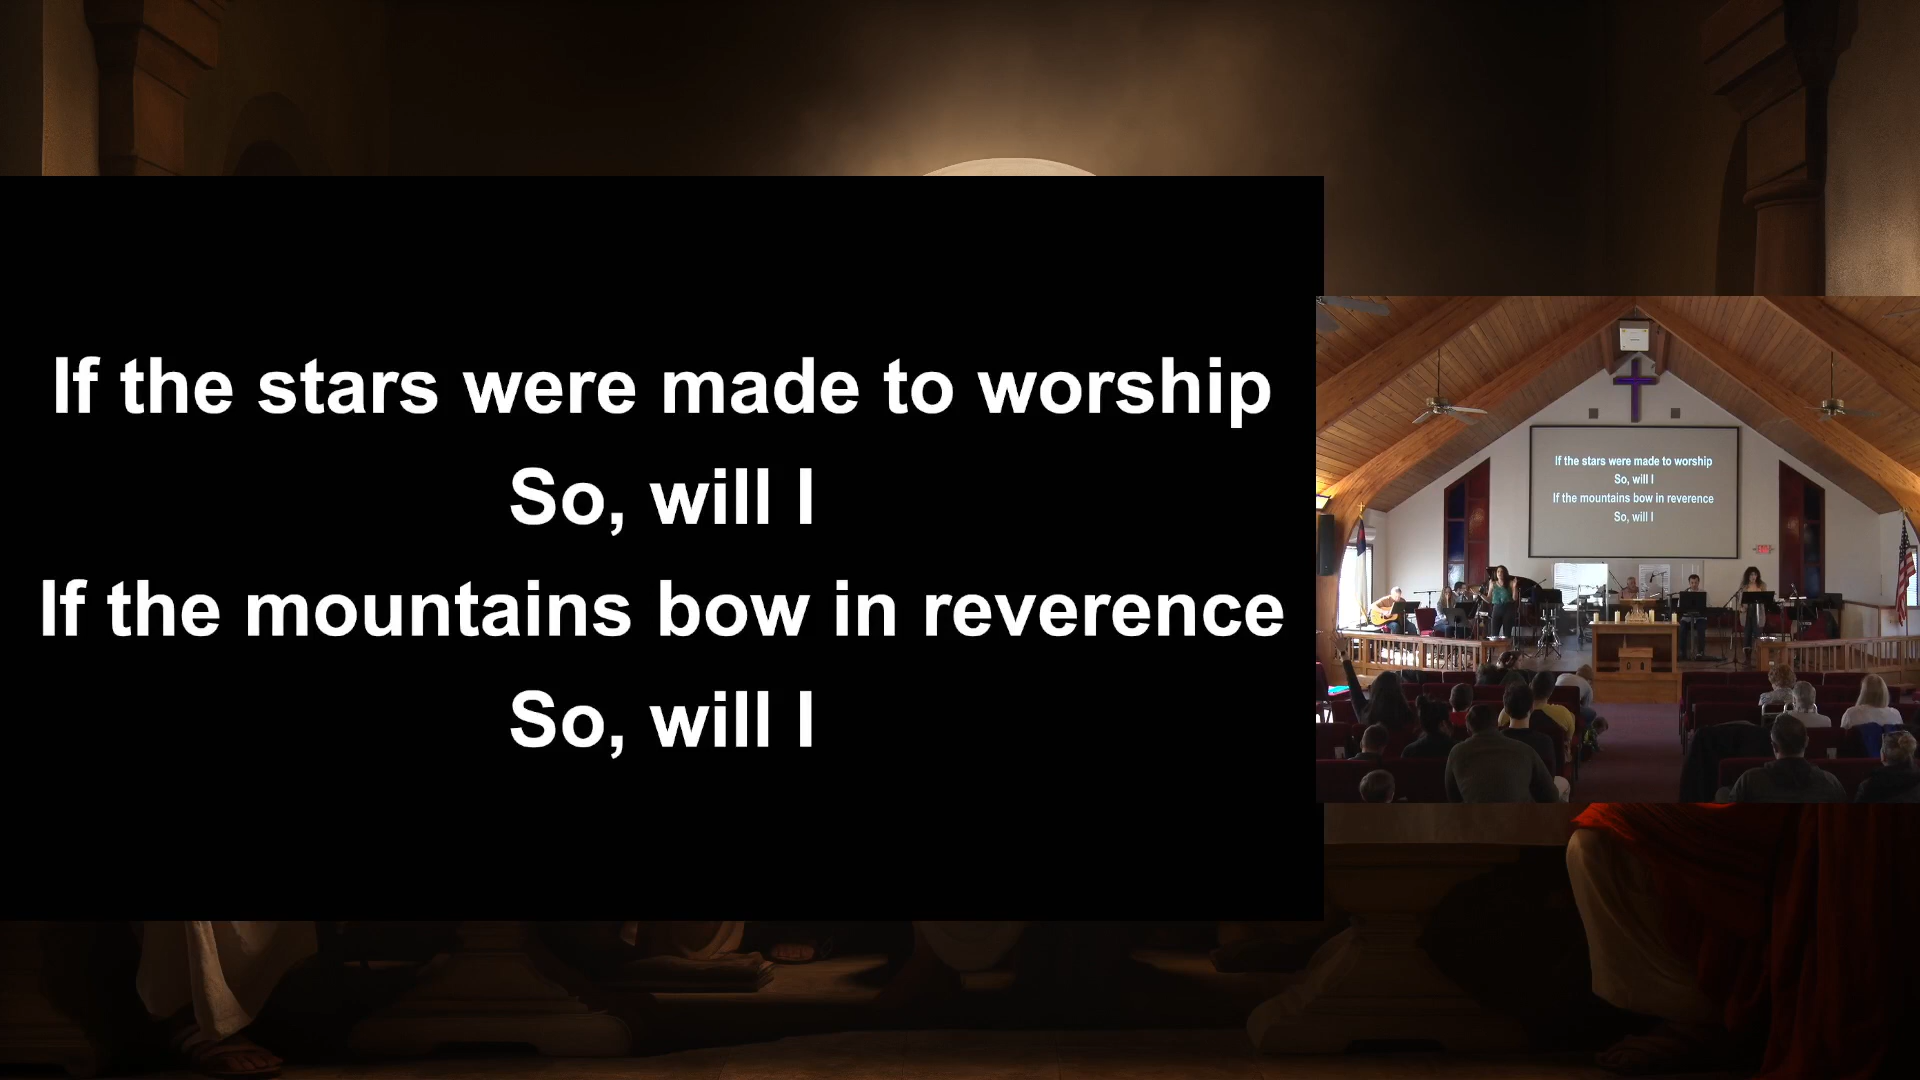 If the stars were made to worship
So, will I
If the mountains bow in reverence
So, will I
If the stars were made to worship
So, will I
If the mountains bow in reverence
So, will I